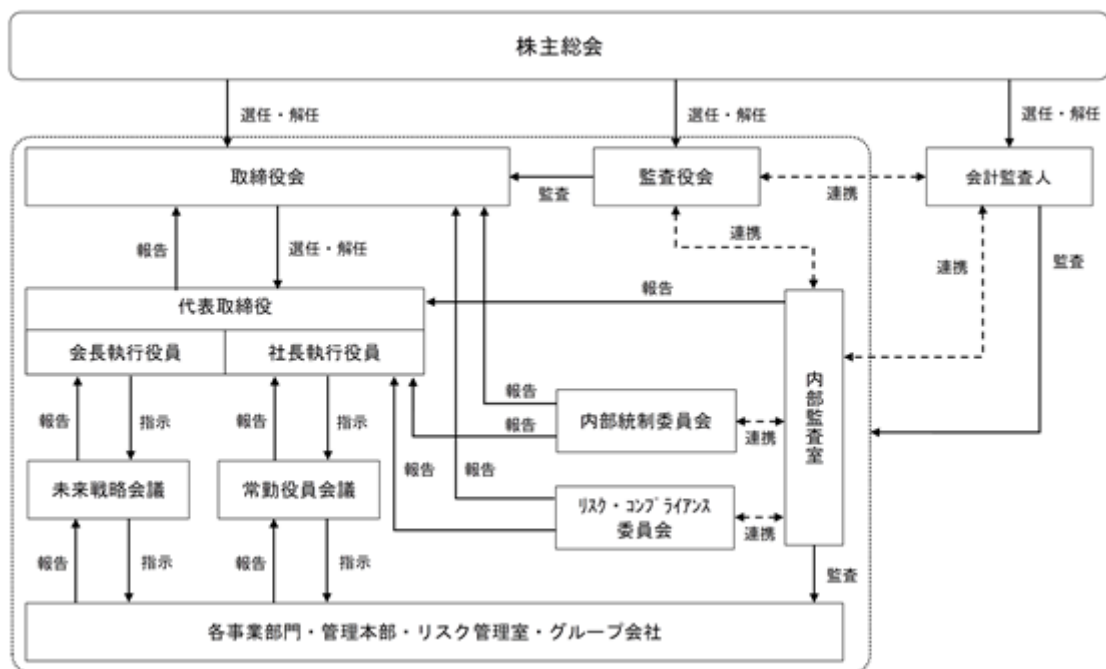 株主総会
選任・解任
選任・解任
選任・解任
取締役会
監査
監査役会
連携
会計監査人
報告
選任・解任
連携
連携
監査
代表取締役
報告
会長執行役員
社長執行役員
内部監査室
報告
指示
報告
指示
報告
内部統制委員会
報告
連携
未来戦略会議
常勤役員会議
報告
報告
リスク・コンプライアンス
委員会
連携
報告
指示
報告
指示
監査
各事業部門・管理本部・リスク管理室・グループ会社